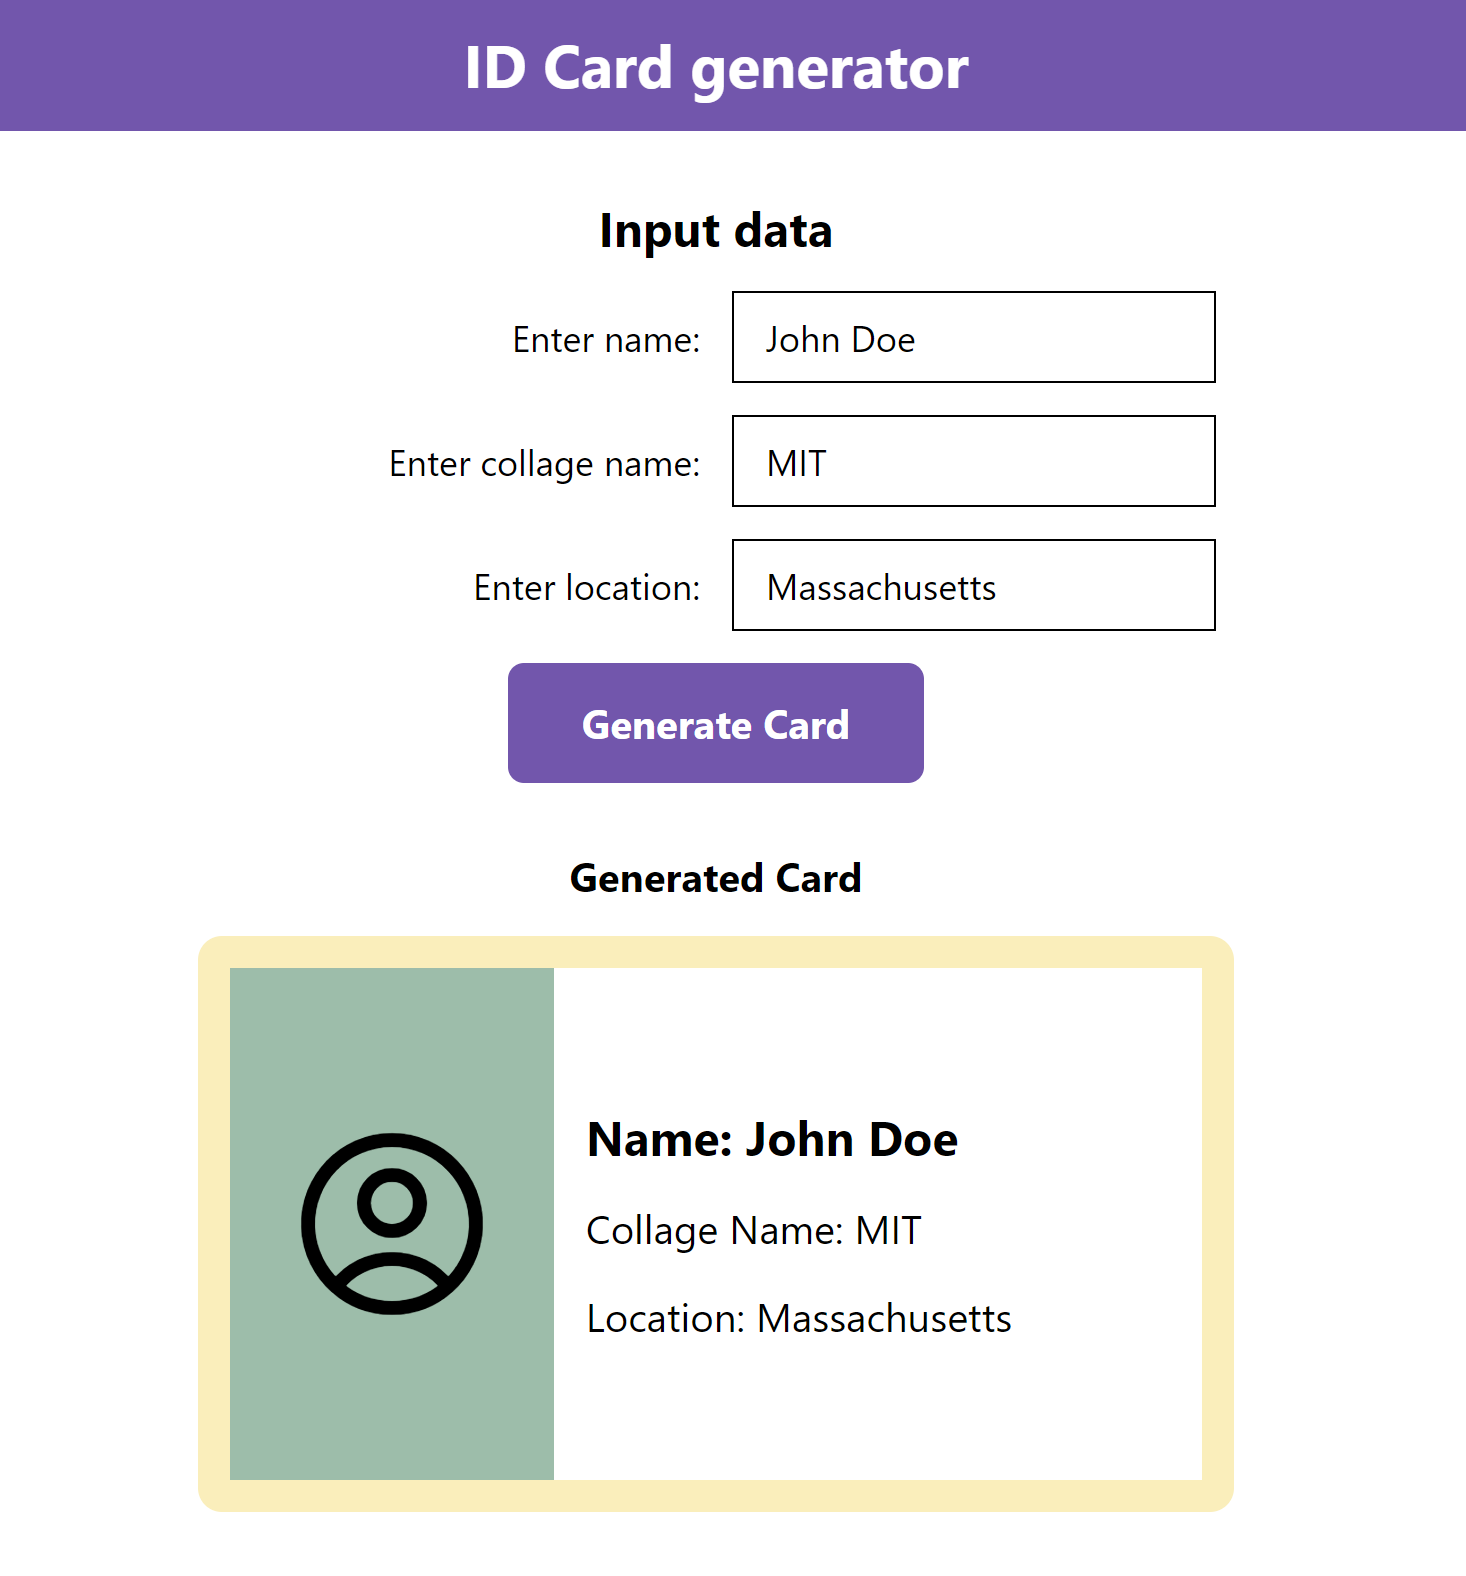 ID Card generator
Input data
Enter name: John Doe
Enter collage name: MIT
Enter location: Massachusetts
Generate Card
Generated Card
Name: John Doe
Collage Name: MIT
Location: Massachusetts